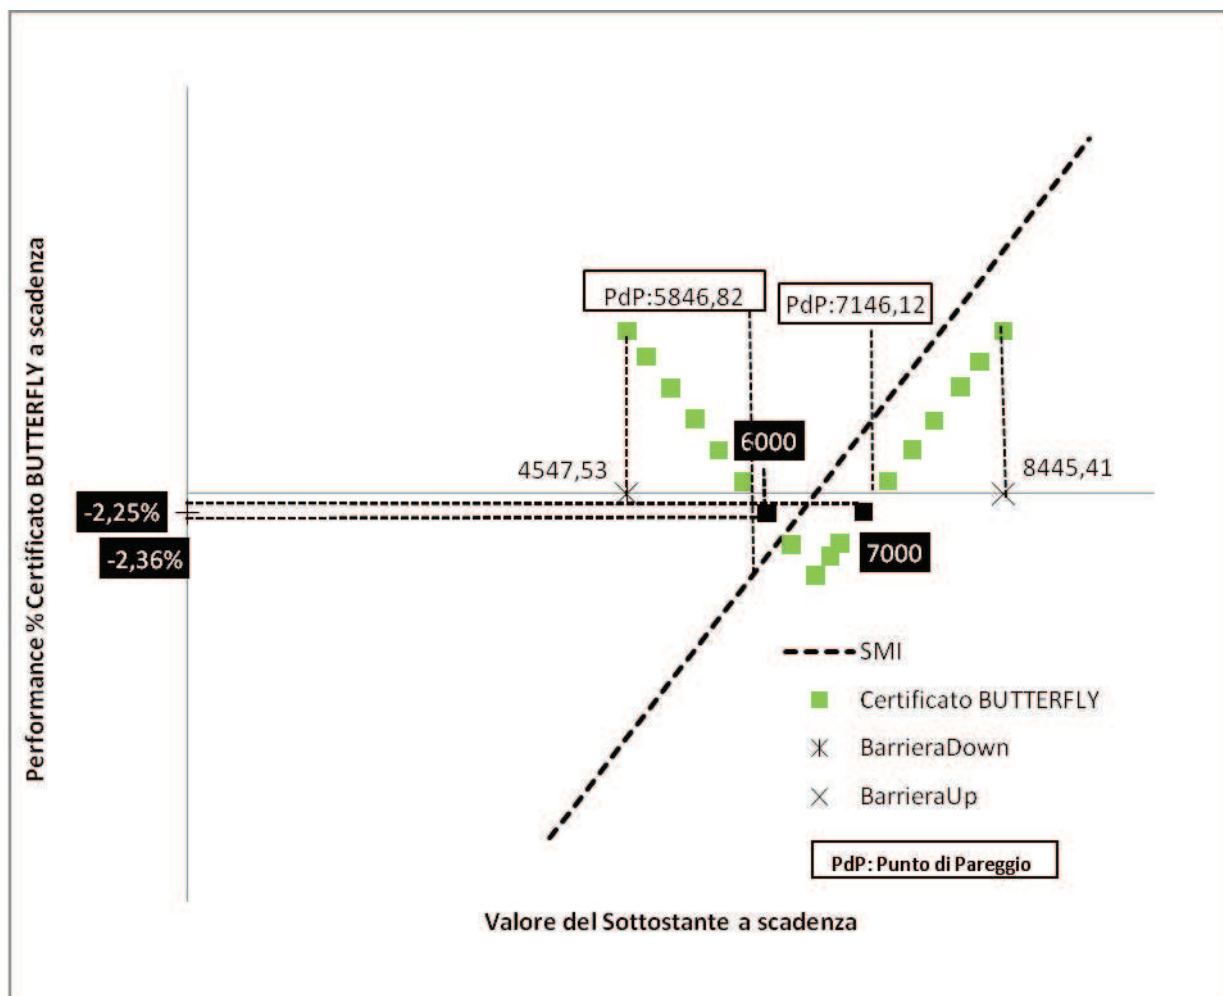 Performance % Certificato BUTTERFLY a scadenza
PdP:5846,82
PdP:7146,12
6000
4547,53
8445,41
-2,25%
-2,36%
7000
SMI
Certificato BUTTERFLY
BarrieraDown
BarrieraUp
PdP: Punto di Pareggio
Valore del Sottostante a scadenza